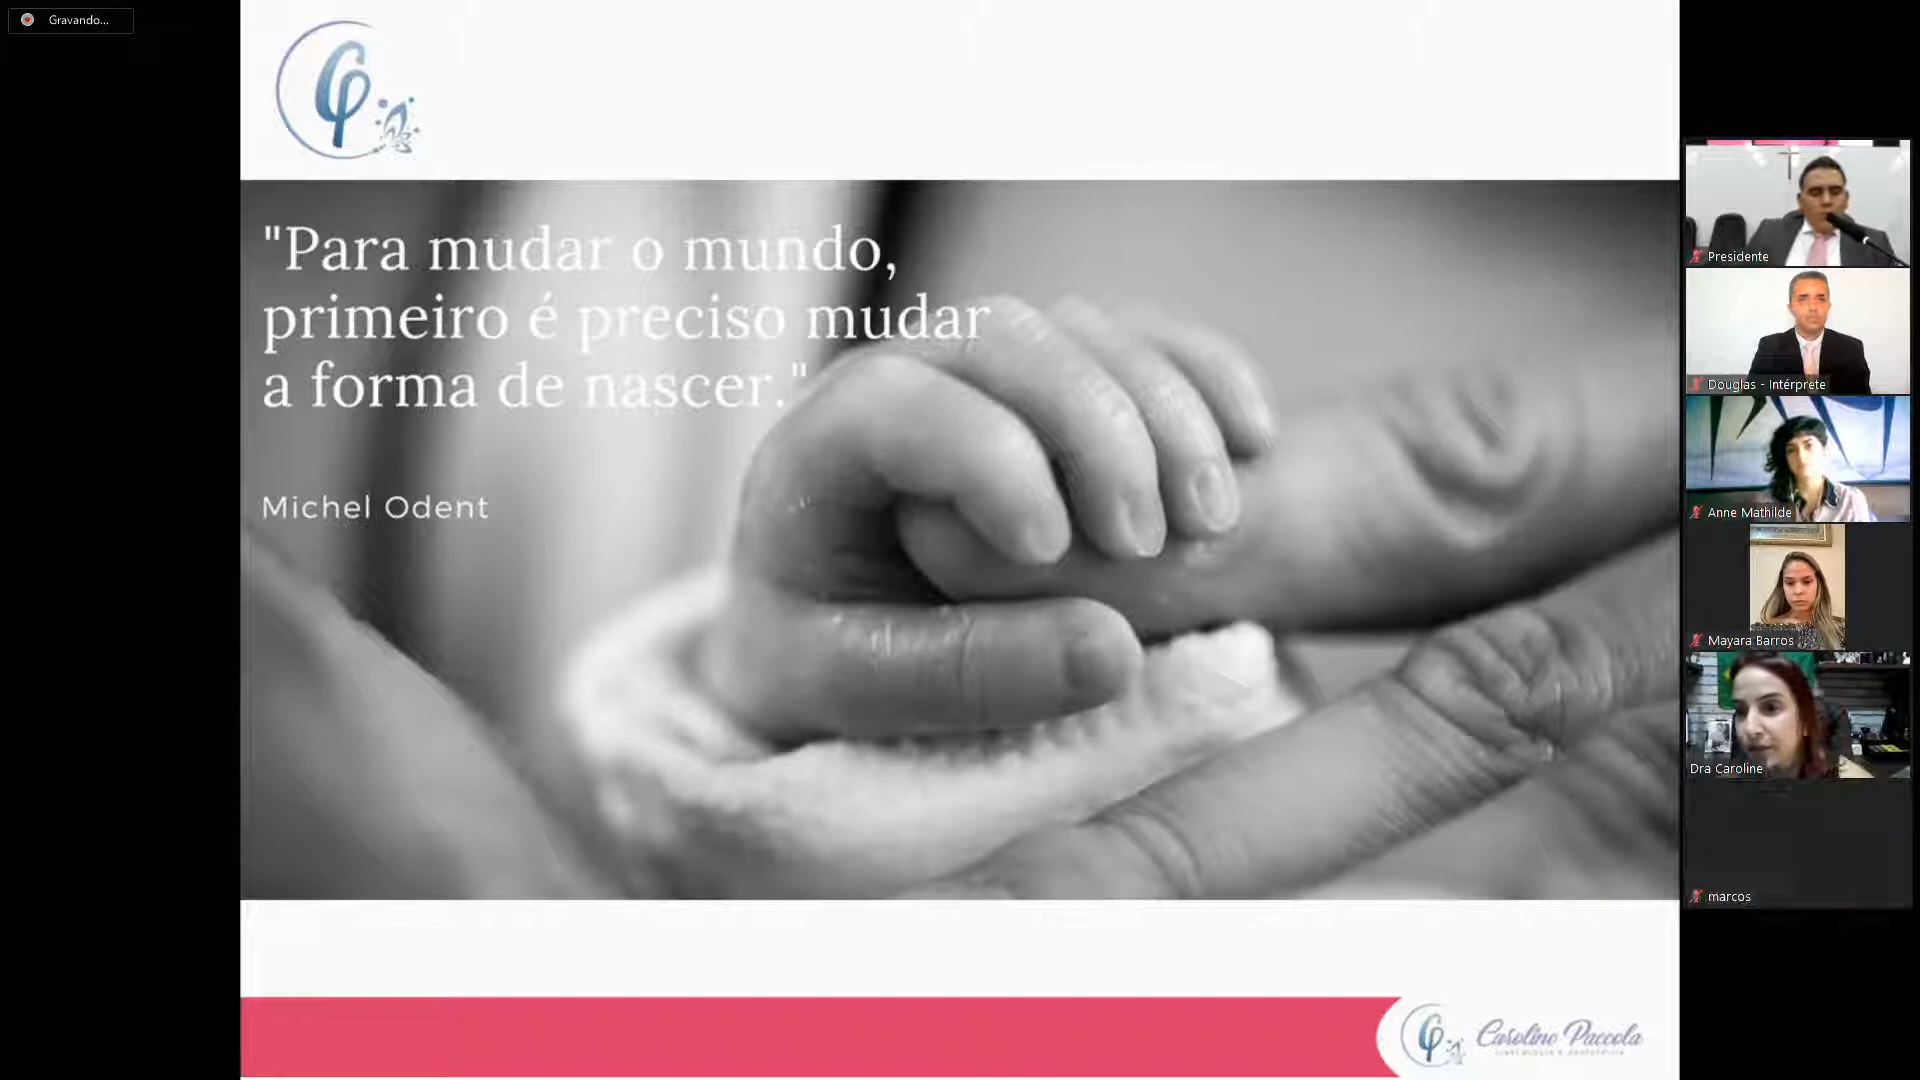 Gravando...
"Para mudar o mundo,
primeiro é preciso mudar
a forma de nascer."
Michel Odent
Presidente
Douglas - Intérprete
Anne Mathilde
Mayara Barros
Dra Caroline
marcos
Caroline Paccola